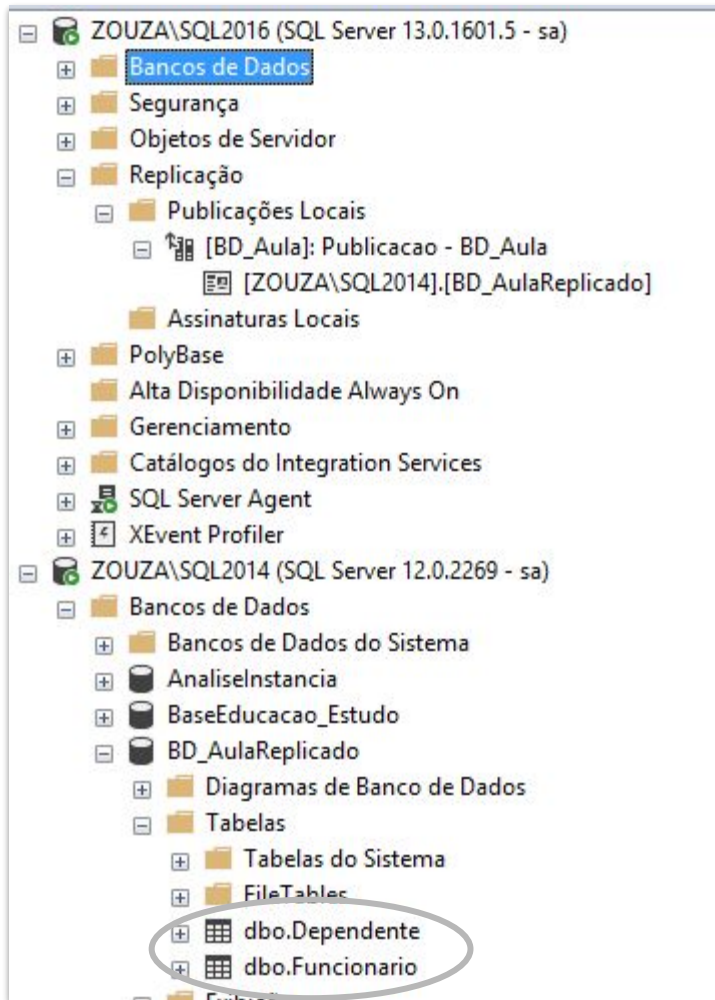 ZOUZA\SQL2016 (SQL Server 13.0.1601.5 - sa)
Bancos de Dados
Segurança
Objetos de Servidor
Replicação
Publicações Locais
[BD_Aula]: Publicacao - BD_Aula
[ZOUZA\SQL2014].[BD_AulaReplicado]
Assinaturas Locais
PolyBase
Alta Disponibilidade Always On
Gerenciamento
Catálogos do Integration Services
SQL Server Agent
XEvent Profiler
ZOUZA\SQL2014 (SQL Server 12.0.2269 - sa)
Bancos de Dados
Bancos de Dados do Sistema
AnaliseInstancia
BaseEducacao_Estudo
BD_AulaReplicado
Diagramas de Banco de Dados
Tabelas
Tabelas do Sistema
FileTables
dbo.Dependente
dbo.Funcionario